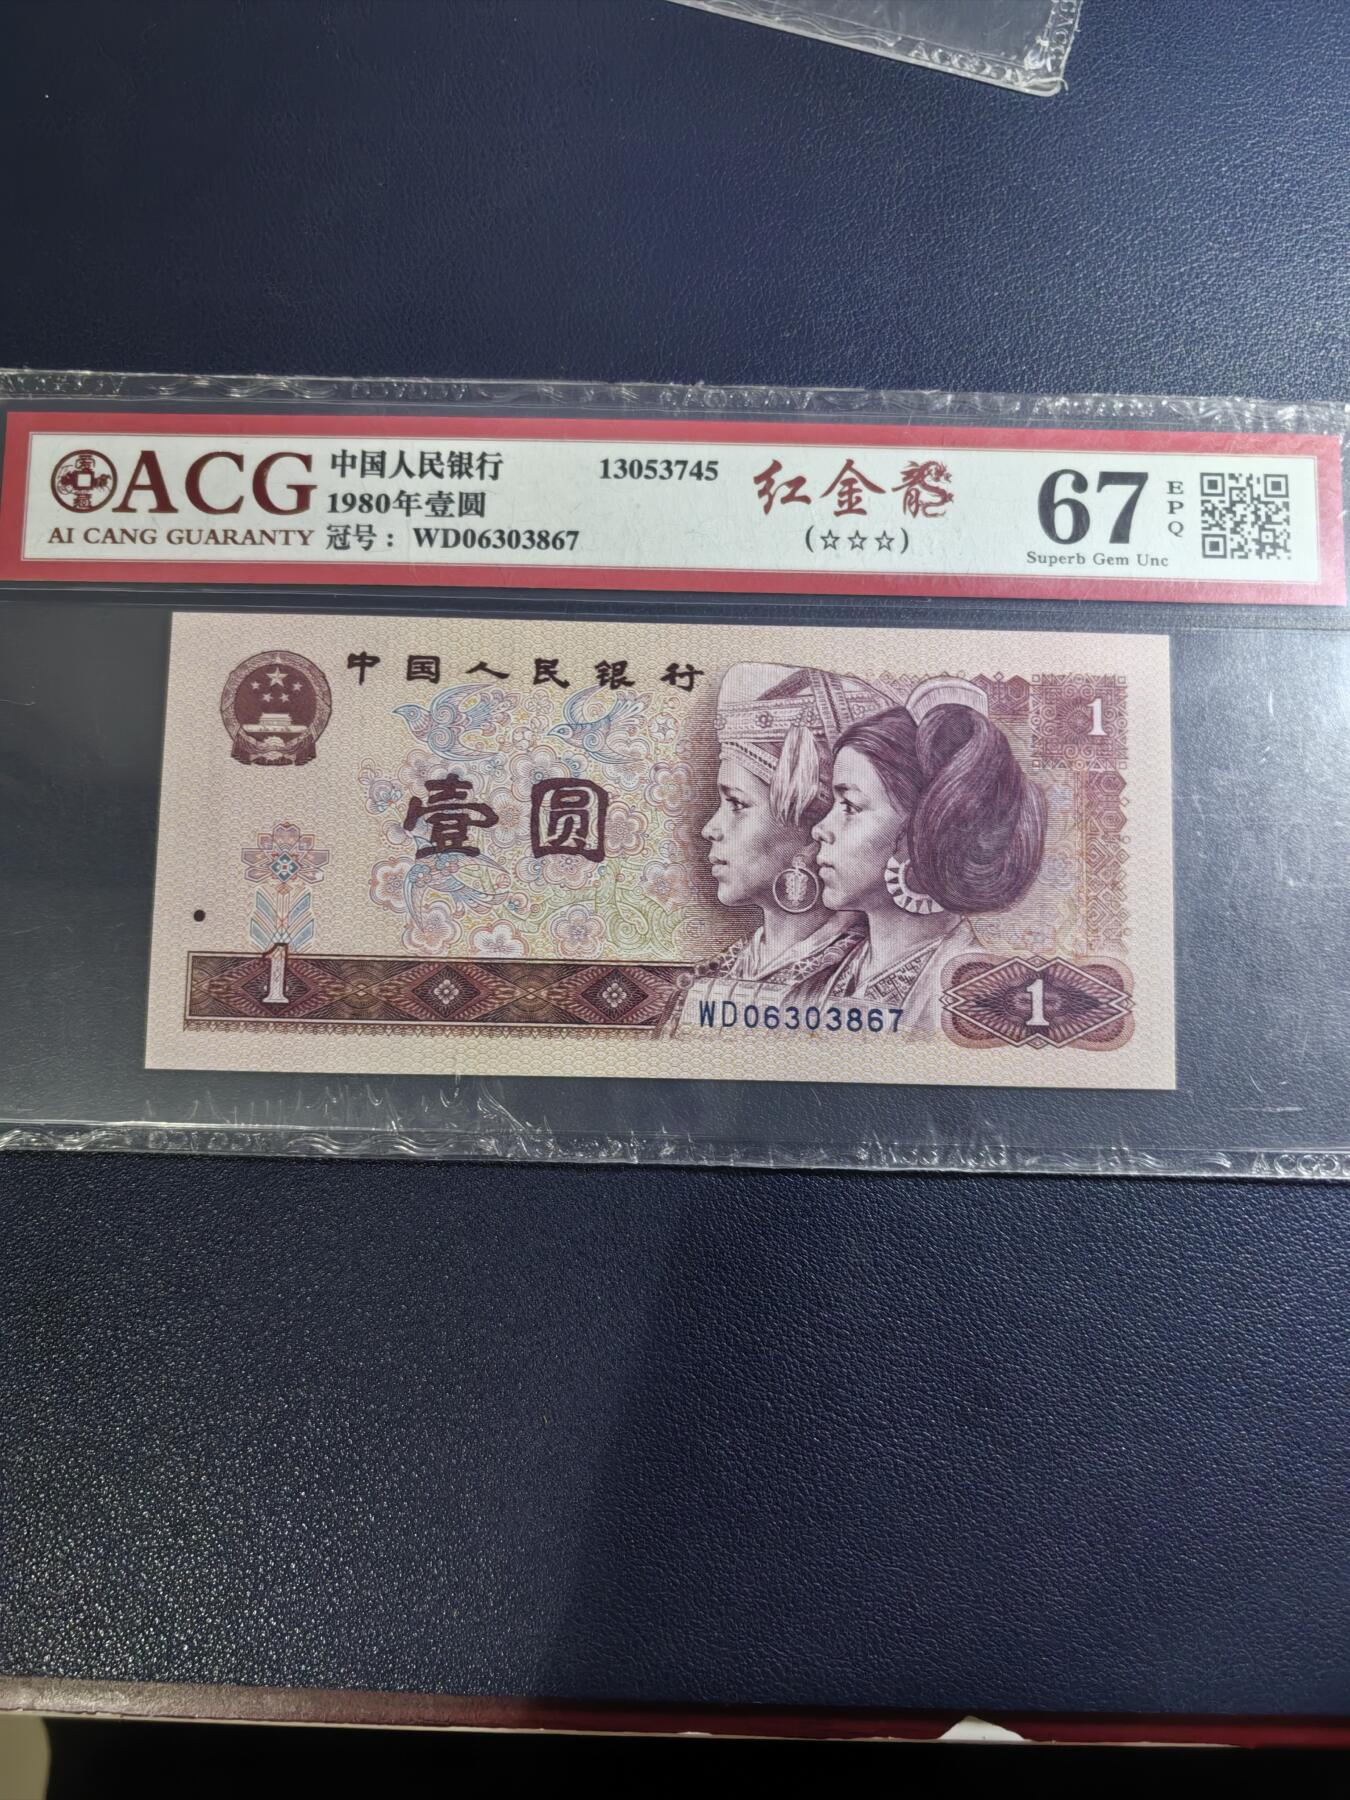 ACG
AI CANG GUARANTY
中国人民银行
1980年壹圆
冠号：WD06303867
13053745
红金龙
(☆☆☆)
67
EPQ
Superb Gem Unc
中国人民银行
壹圆
1
1
WD06303867
1